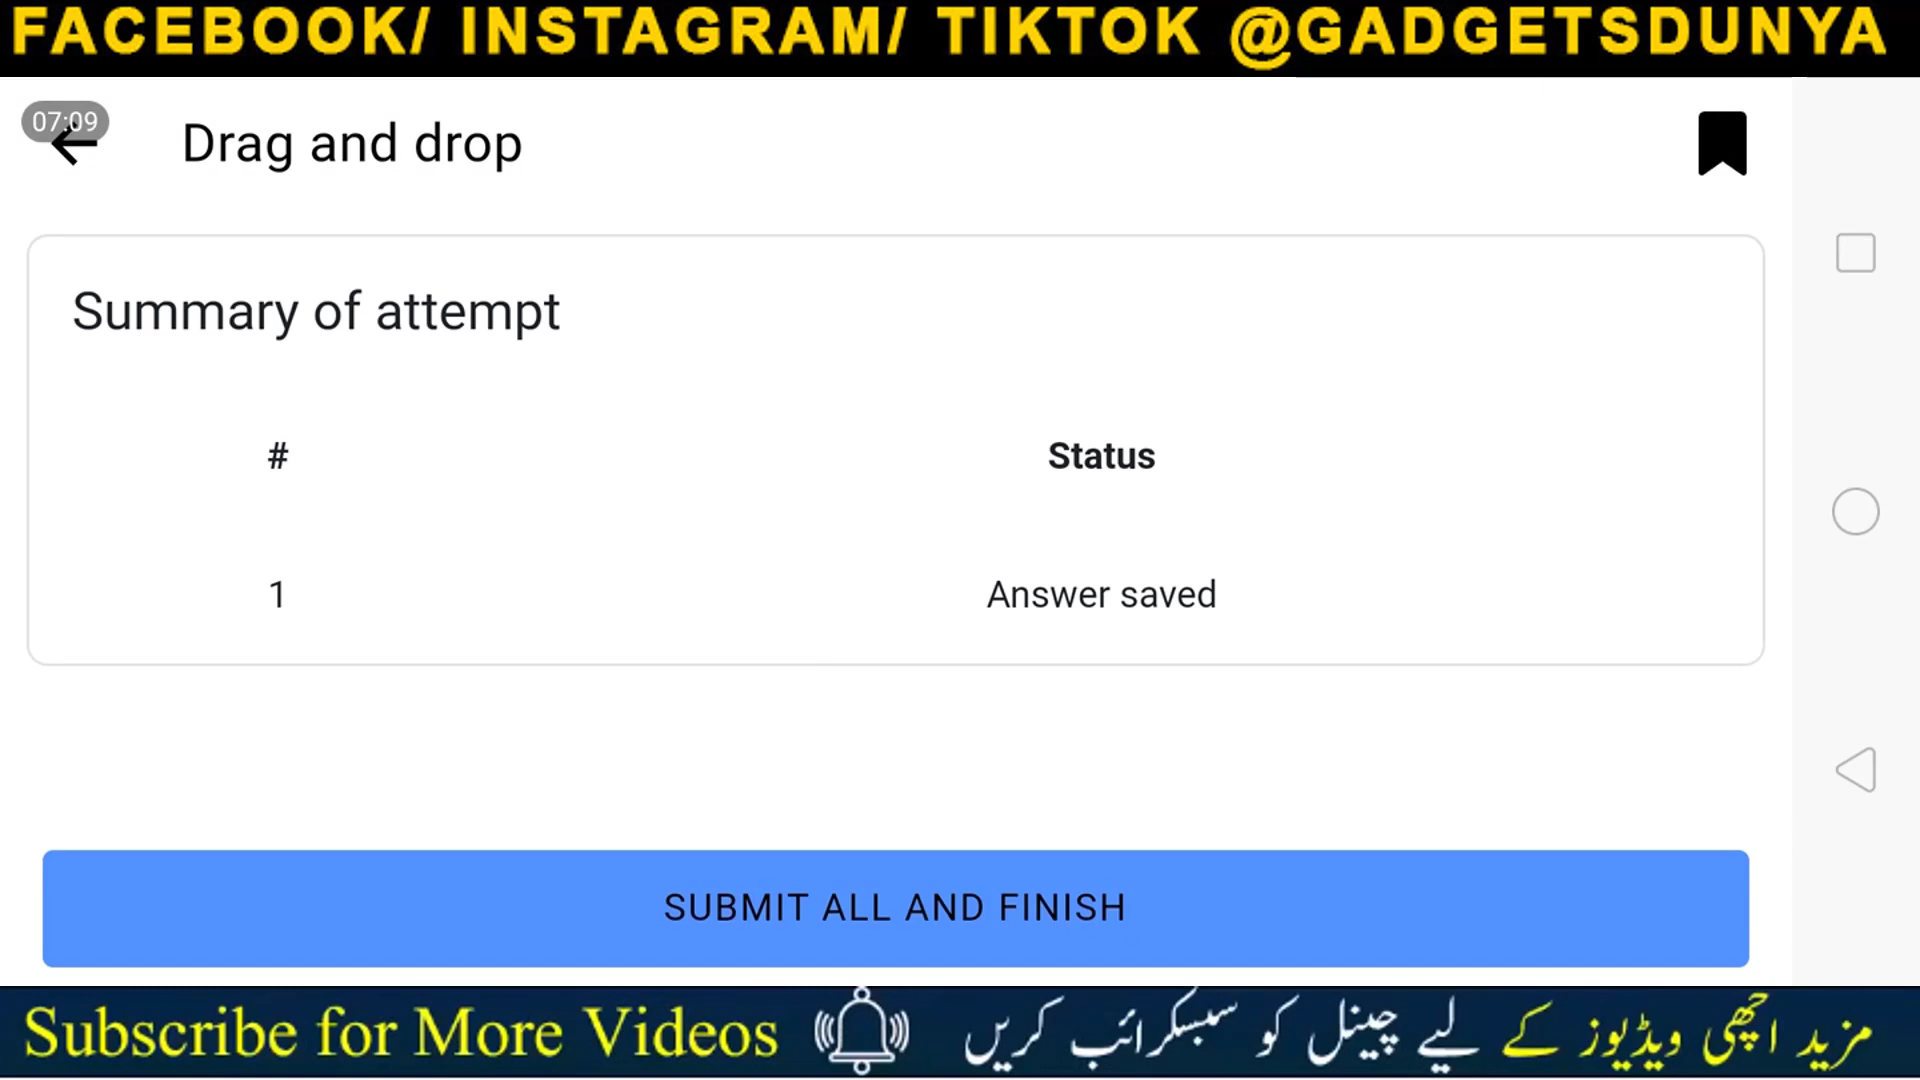 FACEBOOK/ INSTAGRAM/ TIKTOK @GADGETSDUNYA
07:09
Drag and drop
Summary of attempt
# Status
1 Answer saved
SUBMIT ALL AND FINISH
Subscribe for More Videos
مزید اچھی ویڈیوز کے لیے چینل کو سبسکرائب کریں